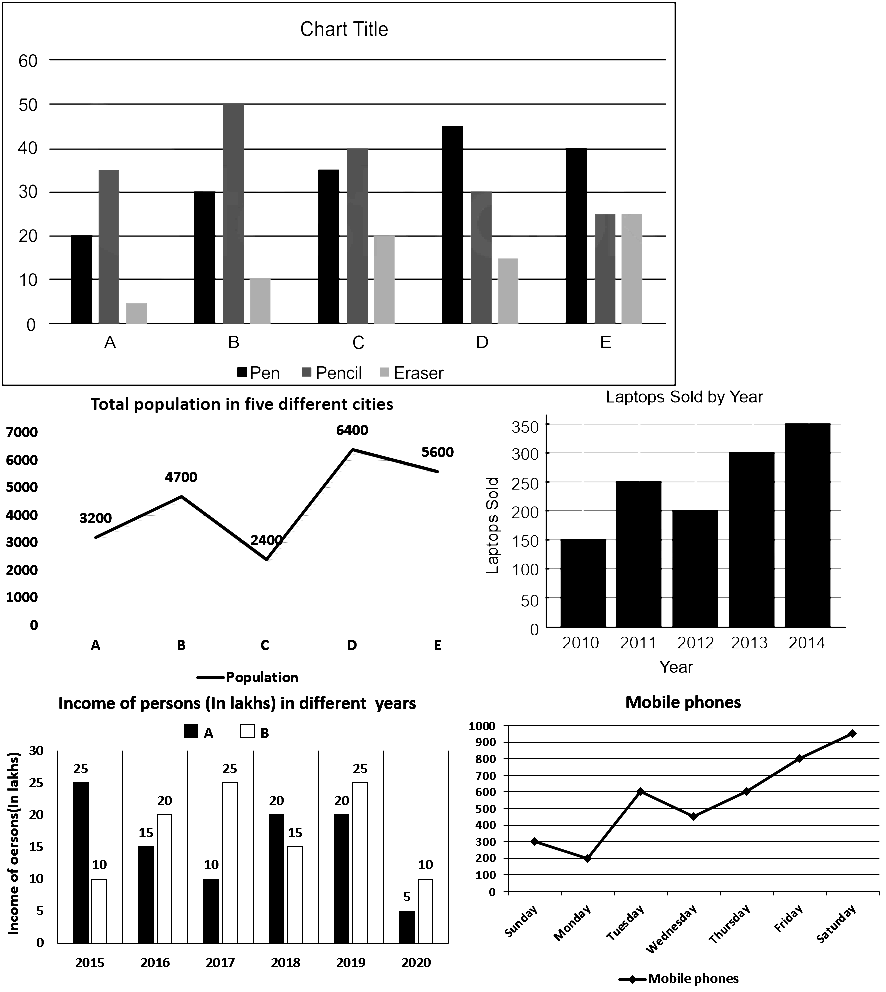 Chart Title
60
50
40
30
20
10
0
A B C D E
Pen Pencil Eraser
Total population in five different cities
7000
6000
5000
4000
3000
2000
1000
0
3200 4700 2400 6400 5600
A B C D E
Population
Laptops Sold by Year
Laptops Sold
350
300
250
200
150
100
50
0
2010 2011 2012 2013 2014
Year
Income of persons (In lakhs) in different years
A B
Income of oersons(In lakhs)
30
25
20
15
10
5
0
25 10 15 20 10 25 20 15 20 25 5 10
2015 2016 2017 2018 2019 2020
Mobile phones
1000
900
800
700
600
500
400
300
200
100
0
Sunday Monday Tuesday Wednesday Thursday Friday Saturday
Mobile phones